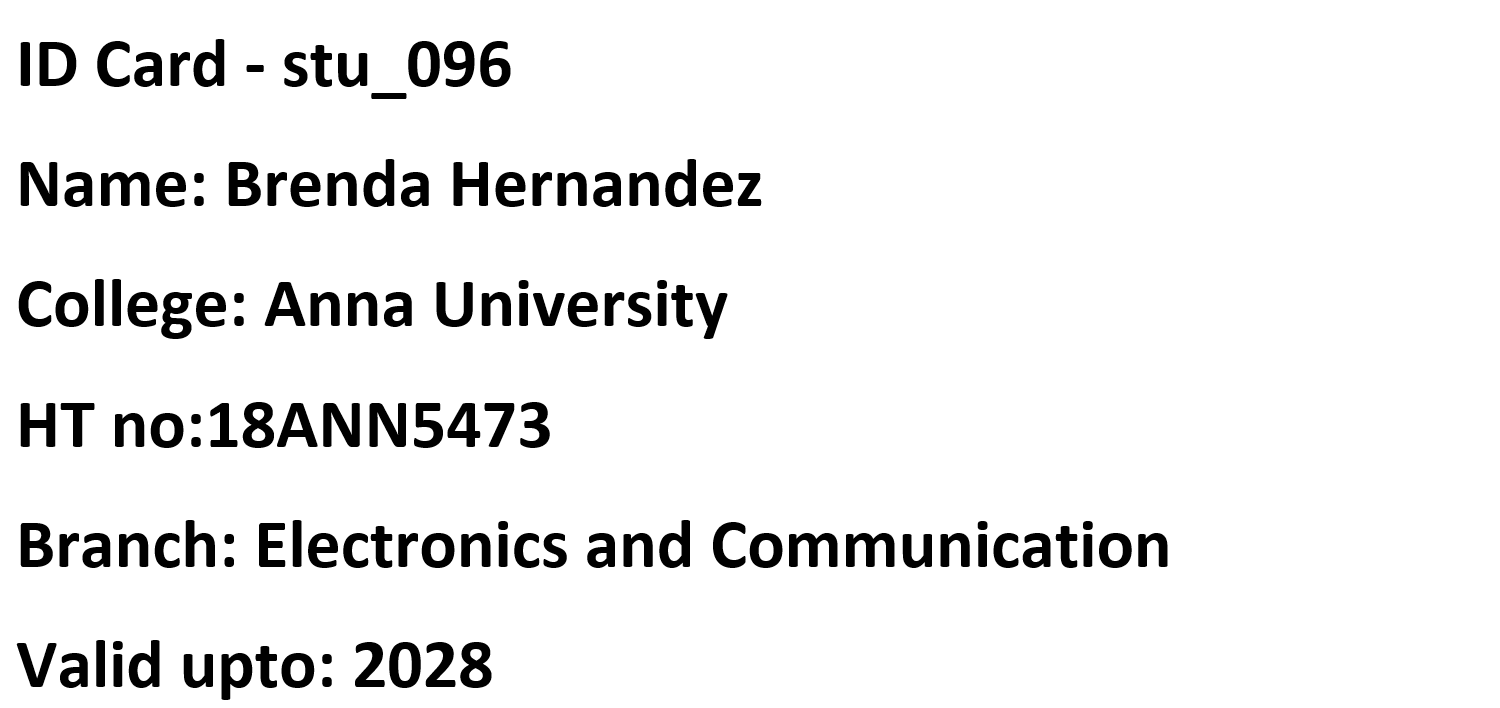 ID Card - stu_096
Name: Brenda Hernandez
College: Anna University
HT no:18ANN5473
Branch: Electronics and Communication
Valid upto: 2028